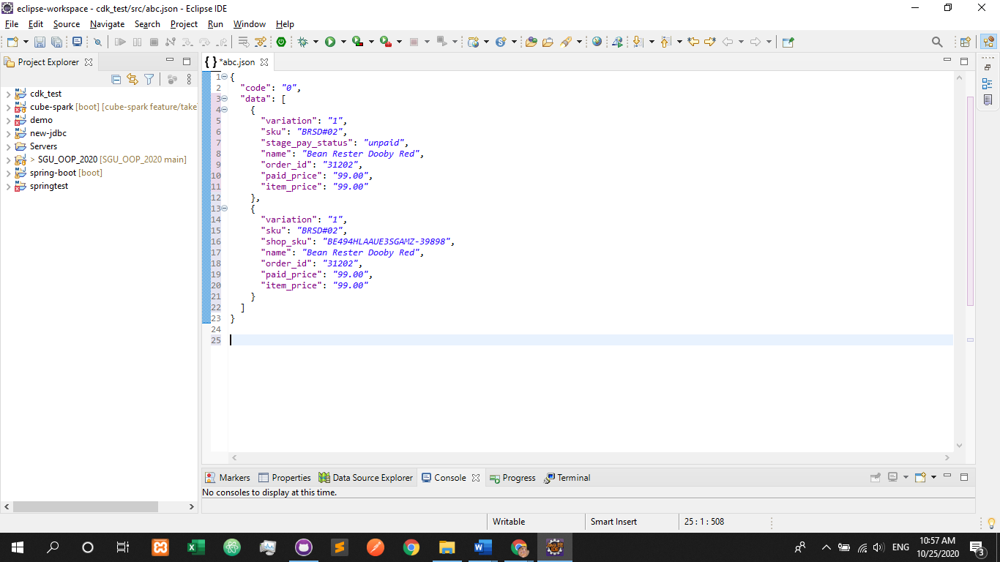 eclipse-workspace - cdk_test/src/abc.json - Eclipse IDE
File Edit Source Navigate Search Project Run Window Help
Project Explorer
cdk_test
cube-spark [boot] [cube-spark feature/take
demo
new-jdbc
Servers
> SGU_OOP_2020 [SGU_OOP_2020 main]
spring-boot [boot]
springtest
{ } *abc.json
1 {
2 "code": "0",
3 "data": [
4 {
5 "variation": "1",
6 "sku": "BRSD#02",
7 "stage_pay_status": "unpaid",
8 "name": "Bean Rester Dooby Red",
9 "order_id": "31202",
10 "paid_price": "99.00",
11 "item_price": "99.00"
12 },
13 {
14 "variation": "1",
15 "sku": "BRSD#02",
16 "shop_sku": "BE494HLAAUE3SGAMZ-39898",
17 "name": "Bean Rester Dooby Red",
18 "order_id": "31202",
19 "paid_price": "99.00",
20 "item_price": "99.00"
21 }
22 ]
23 }
24
25
Markers Properties Data Source Explorer Console Progress Terminal
No consoles to display at this time.
Writable Smart Insert 25 : 1 : 508
ENG
10:57 AM
10/25/2020
3